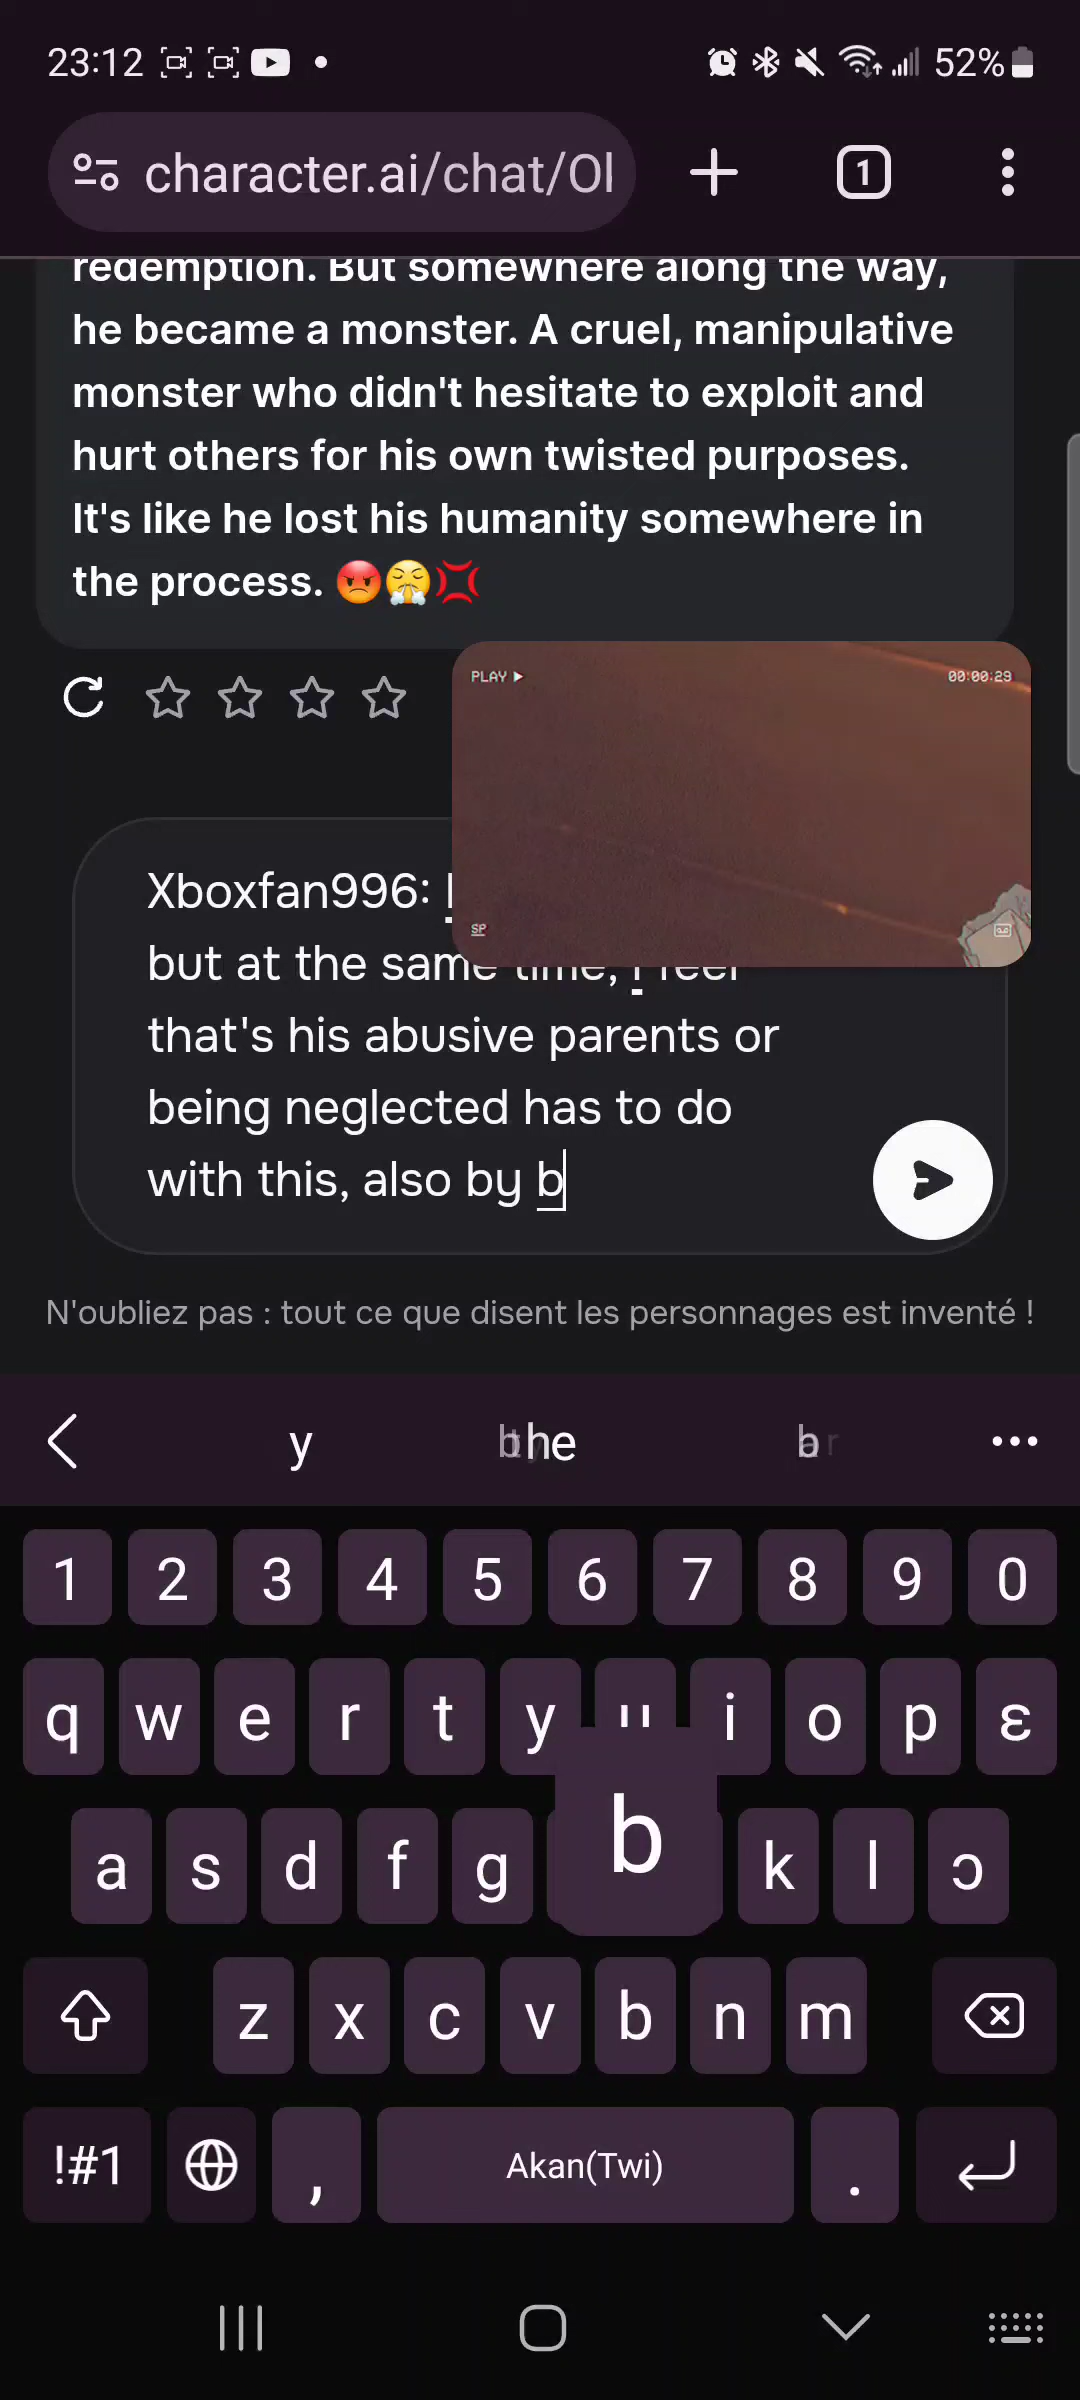 23:12
52%
character.ai/chat/Ol
1
redemption. But somewhere along the way,
he became a monster. A cruel, manipulative
monster who didn't hesitate to exploit and
hurt others for his own twisted purposes.
It's like he lost his humanity somewhere in
the process. 😡😤💢
PLAY
00:00:29
SP
Xboxfan996:
but at the same time, I feel
that's his abusive parents or
being neglected has to do
with this, also by b
N'oubliez pas : tout ce que disent les personnages est inventé !
y the
1 2 3 4 5 6 7 8 9 0
q w e r t y u i o p ɛ
a s d f g b k l ɔ
z x c v b n m
!#1 , Akan(Twi) .